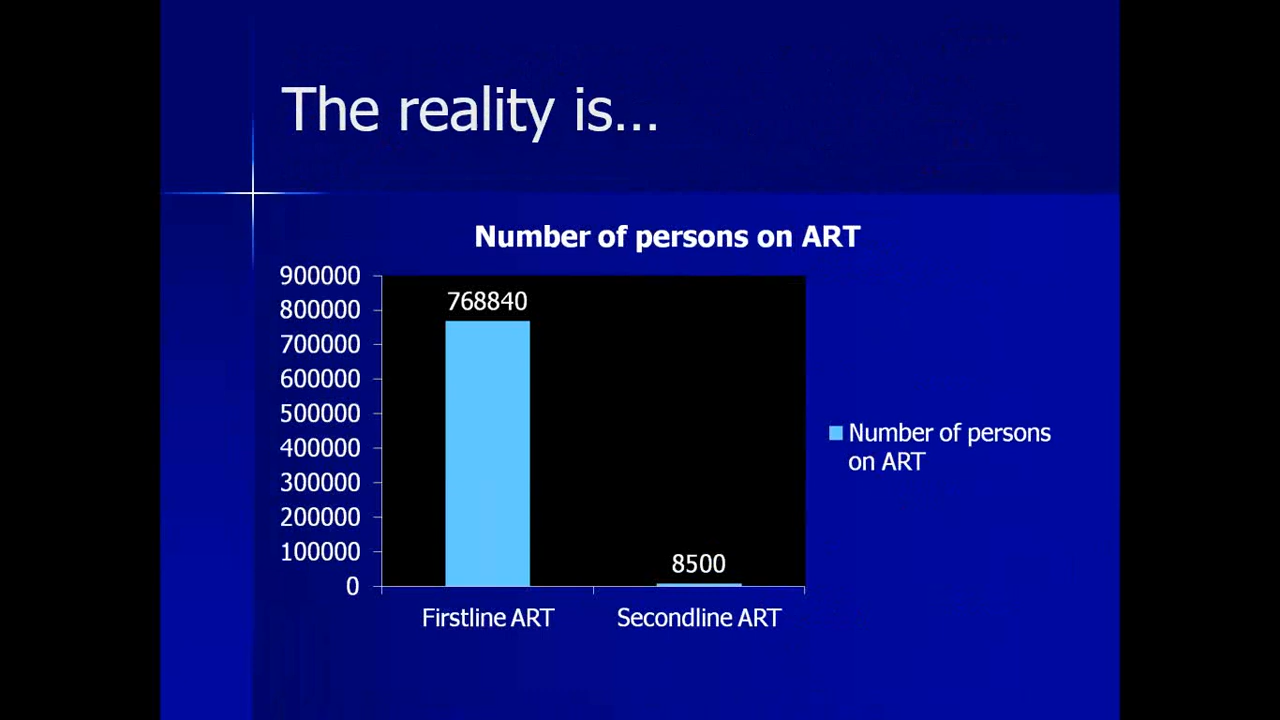 The reality is...
Number of persons on ART
900000
800000
700000
600000
500000
400000
300000
200000
100000
0
768840
8500
Firstline ART
Secondline ART
Number of persons
on ART